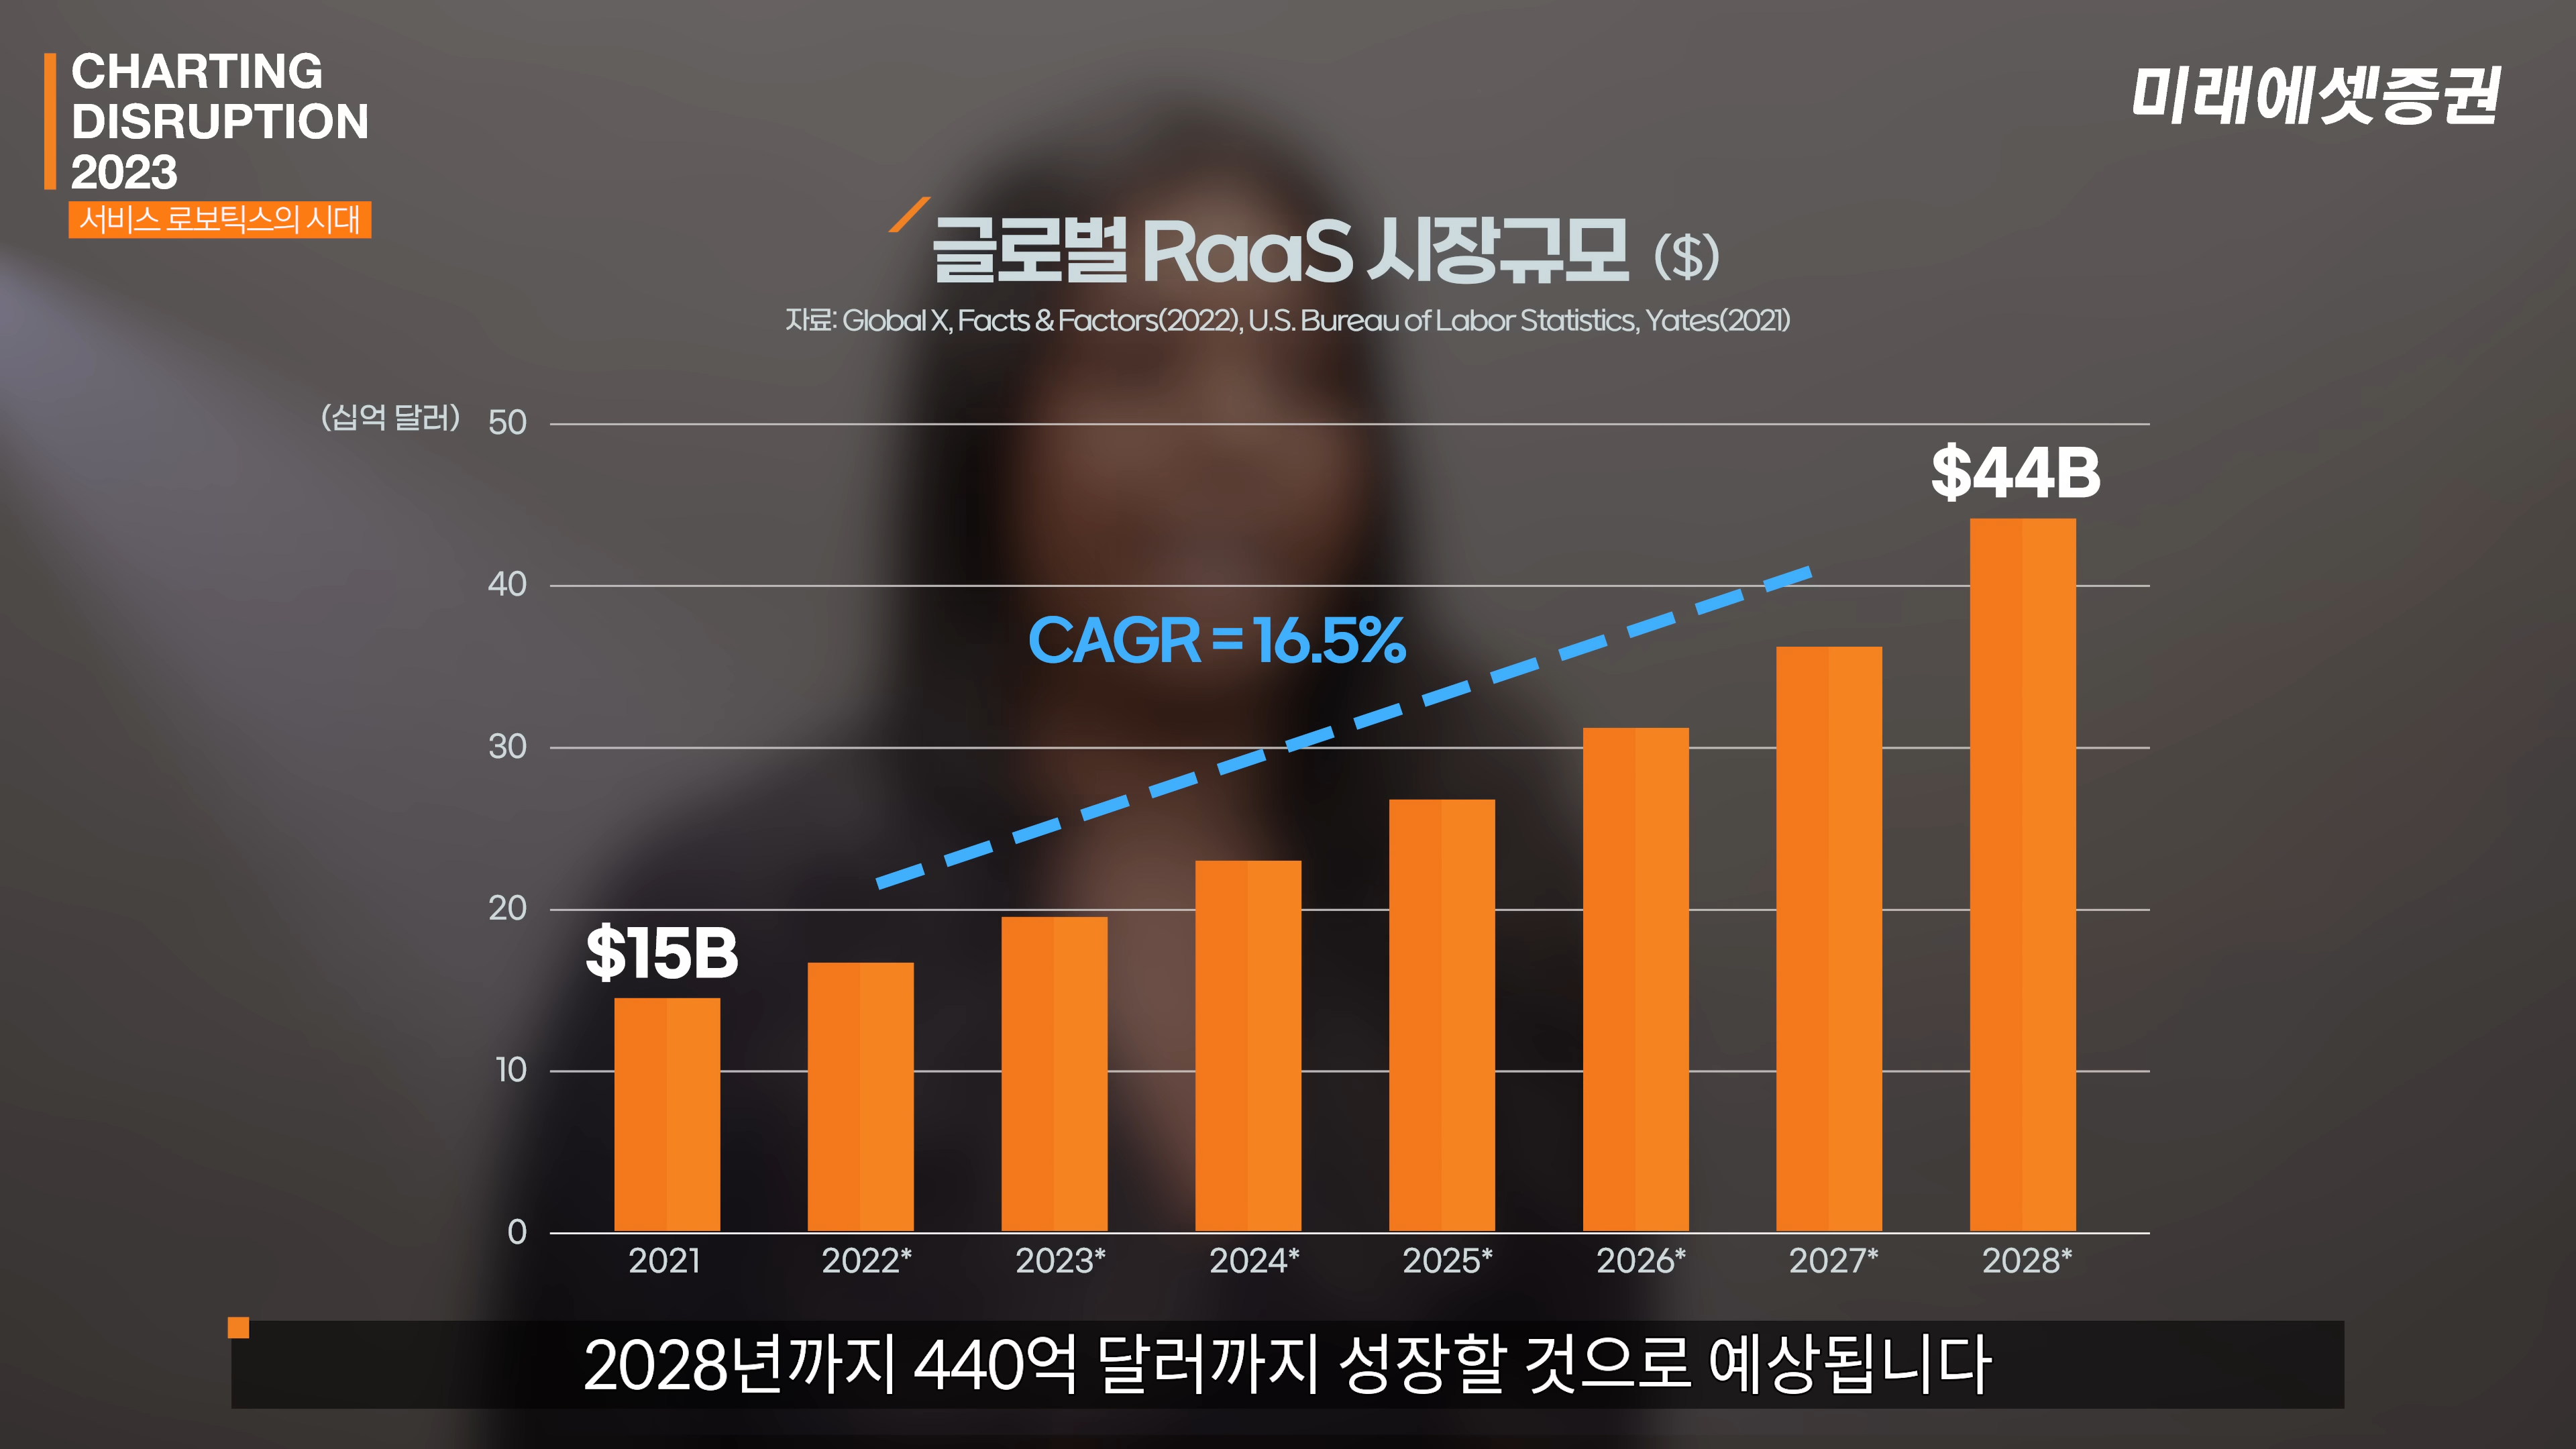 CHARTING
DISRUPTION
2023
서비스 로보틱스의 시대
미래에셋증권
글로벌 RaaS 시장규모 ($)
자료: Global X, Facts & Factors(2022), U.S. Bureau of Labor Statistics, Yates(2021)
(십억 달러)
50
40
30
20
10
0
$15B
CAGR = 16.5%
$44B
2021 2022* 2023* 2024* 2025* 2026* 2027* 2028*
2028년까지 440억 달러까지 성장할 것으로 예상됩니다